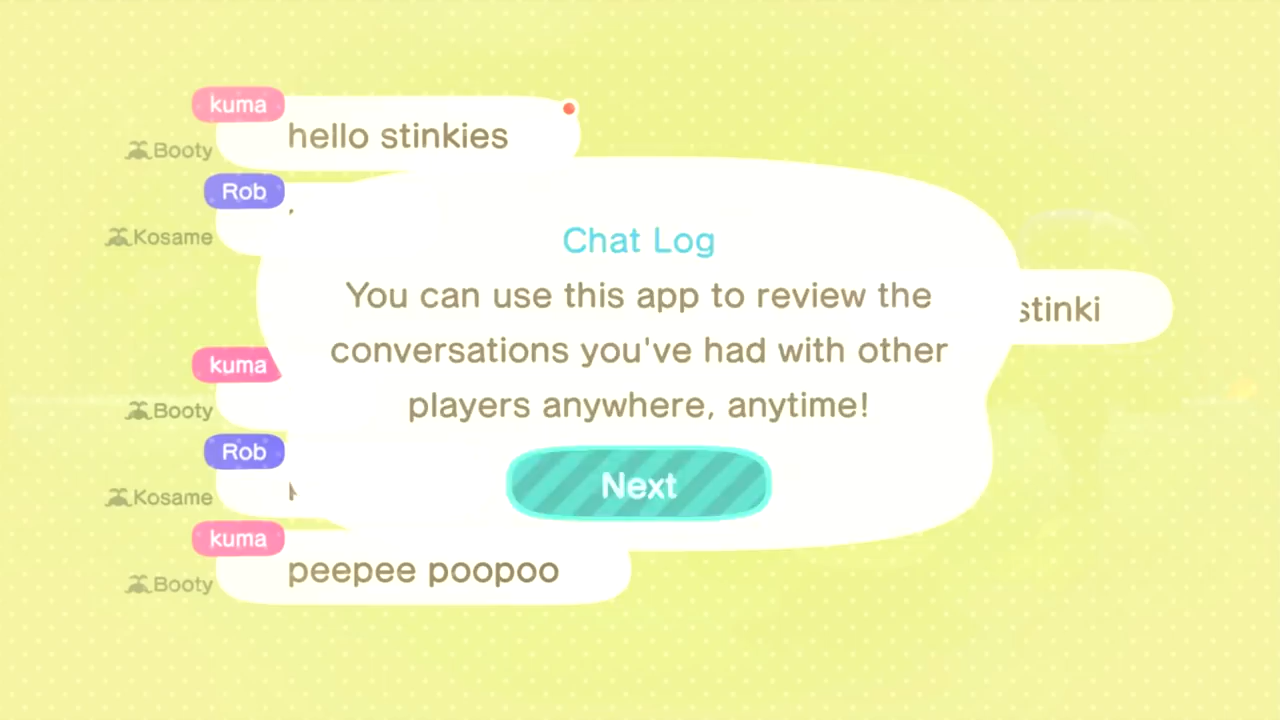 kuma
hello stinkies
Booty
Rob
Kosame
Chat Log
You can use this app to review the
stinki
conversations you've had with other
kuma
players anywhere, anytime!
Booty
Rob
Next
Kosame
kuma
peepee poopoo
Booty